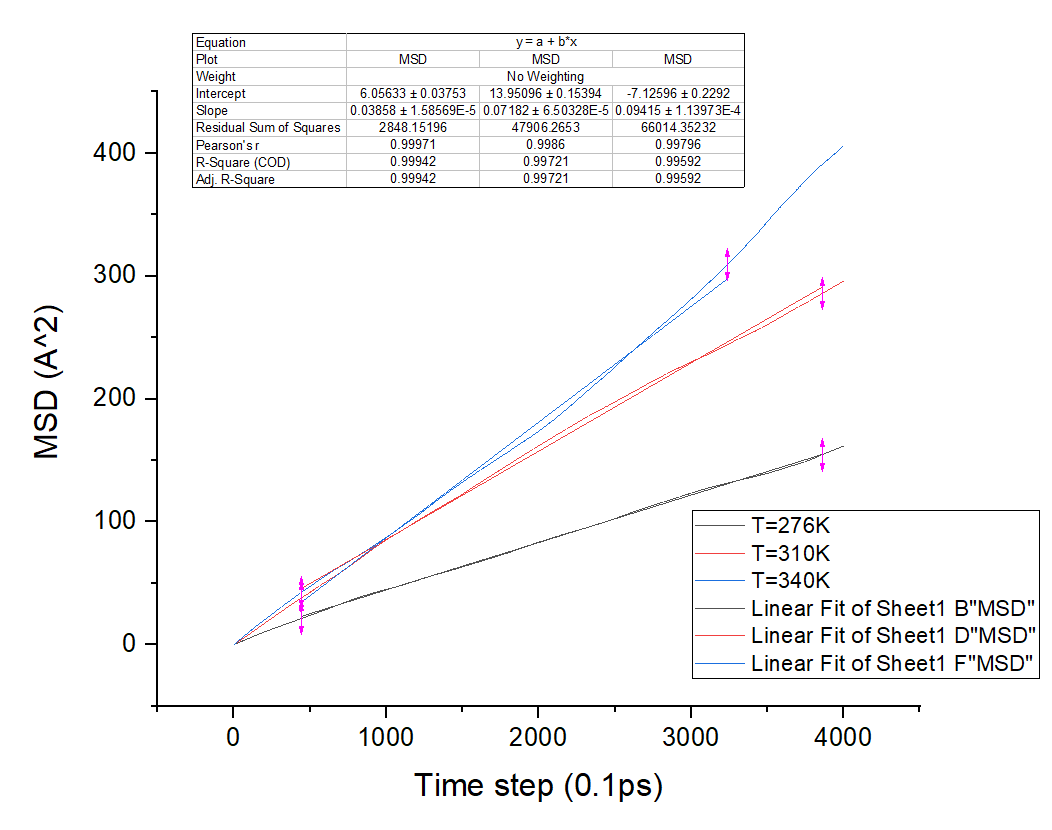 Equation y = a + b*x
Plot MSD MSD MSD
Weight No Weighting
Intercept 6.05633 ± 0.03753 13.95096 ± 0.15394 -7.12596 ± 0.2292
Slope 0.03858 ± 1.58569E-5 0.07182 ± 6.50328E-5 0.09415 ± 1.13973E-4
Residual Sum of Squares 2848.15196 47906.2653 66014.35232
Pearson's r 0.99971 0.9986 0.99796
R-Square (COD) 0.99942 0.99721 0.99592
Adj. R-Square 0.99942 0.99721 0.99592
MSD (A^2)
400
300
200
100
0
T=276K
T=310K
T=340K
Linear Fit of Sheet1 B"MSD"
Linear Fit of Sheet1 D"MSD"
Linear Fit of Sheet1 F"MSD"
0 1000 2000 3000 4000
Time step (0.1ps)